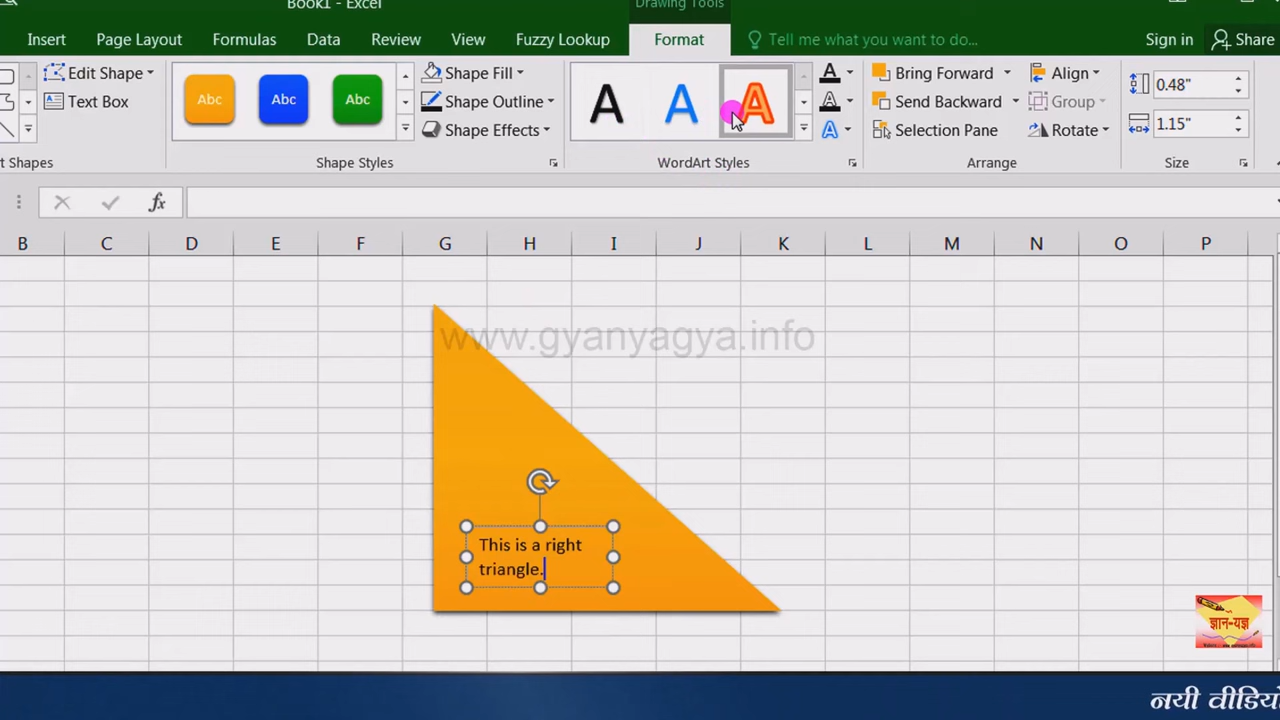 Book1 - Excel
Drawing Tools
Insert
Page Layout
Formulas
Data
Review
View
Fuzzy Lookup
Format
Tell me what you want to do...
Sign in
Share
Edit Shape
Text Box
Abc
Abc
Abc
Shape Fill
Shape Outline
Shape Effects
A
A
A
A
A
A
Bring Forward
Send Backward
Selection Pane
Align
Group
Rotate
0.48"
1.15"
t Shapes
Shape Styles
WordArt Styles
Arrange
Size
fx
B
C
D
E
F
G
H
I
J
K
L
M
N
O
P
www.gyanyagya.info
This is a right
triangle.
ज्ञान-यज्ञ
नयी वीडियो